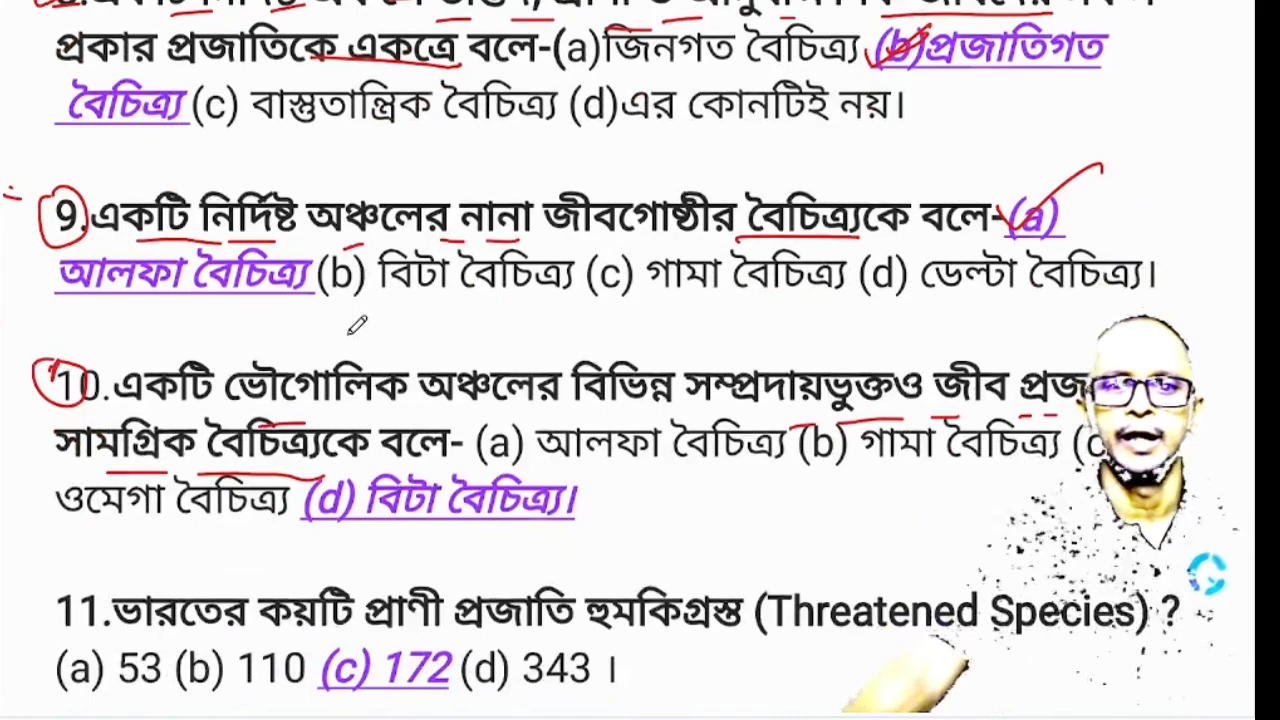 প্রকার প্রজাতিকে একত্রে বলে-(a)জিনগত বৈচিত্র্য (b)প্রজাতিগত
বৈচিত্র্য (c) বাস্তুতান্ত্রিক বৈচিত্র্য (d)এর কোনটিই নয়।
9.একটি নির্দিষ্ট অঞ্চলের নানা জীবগোষ্ঠীর বৈচিত্র্যকে বলে-(a)
আলফা বৈচিত্র্য (b) বিটা বৈচিত্র্য (c) গামা বৈচিত্র্য (d) ডেল্টা বৈচিত্র্য।
10.একটি ভৌগোলিক অঞ্চলের বিভিন্ন সম্প্রদায়ভুক্তও জীব
সামগ্রিক বৈচিত্র্যকে বলে- (a) আলফা বৈচিত্র্য (b) গামা বৈচিত্র্য
ওমেগা বৈচিত্র্য (d) বিটা বৈচিত্র্য।
11.ভারতের কয়টি প্রাণী প্রজাতি হুমকিগ্রস্ত (Threatened Species) ?
(a) 53 (b) 110 (c) 172 (d) 343 ।